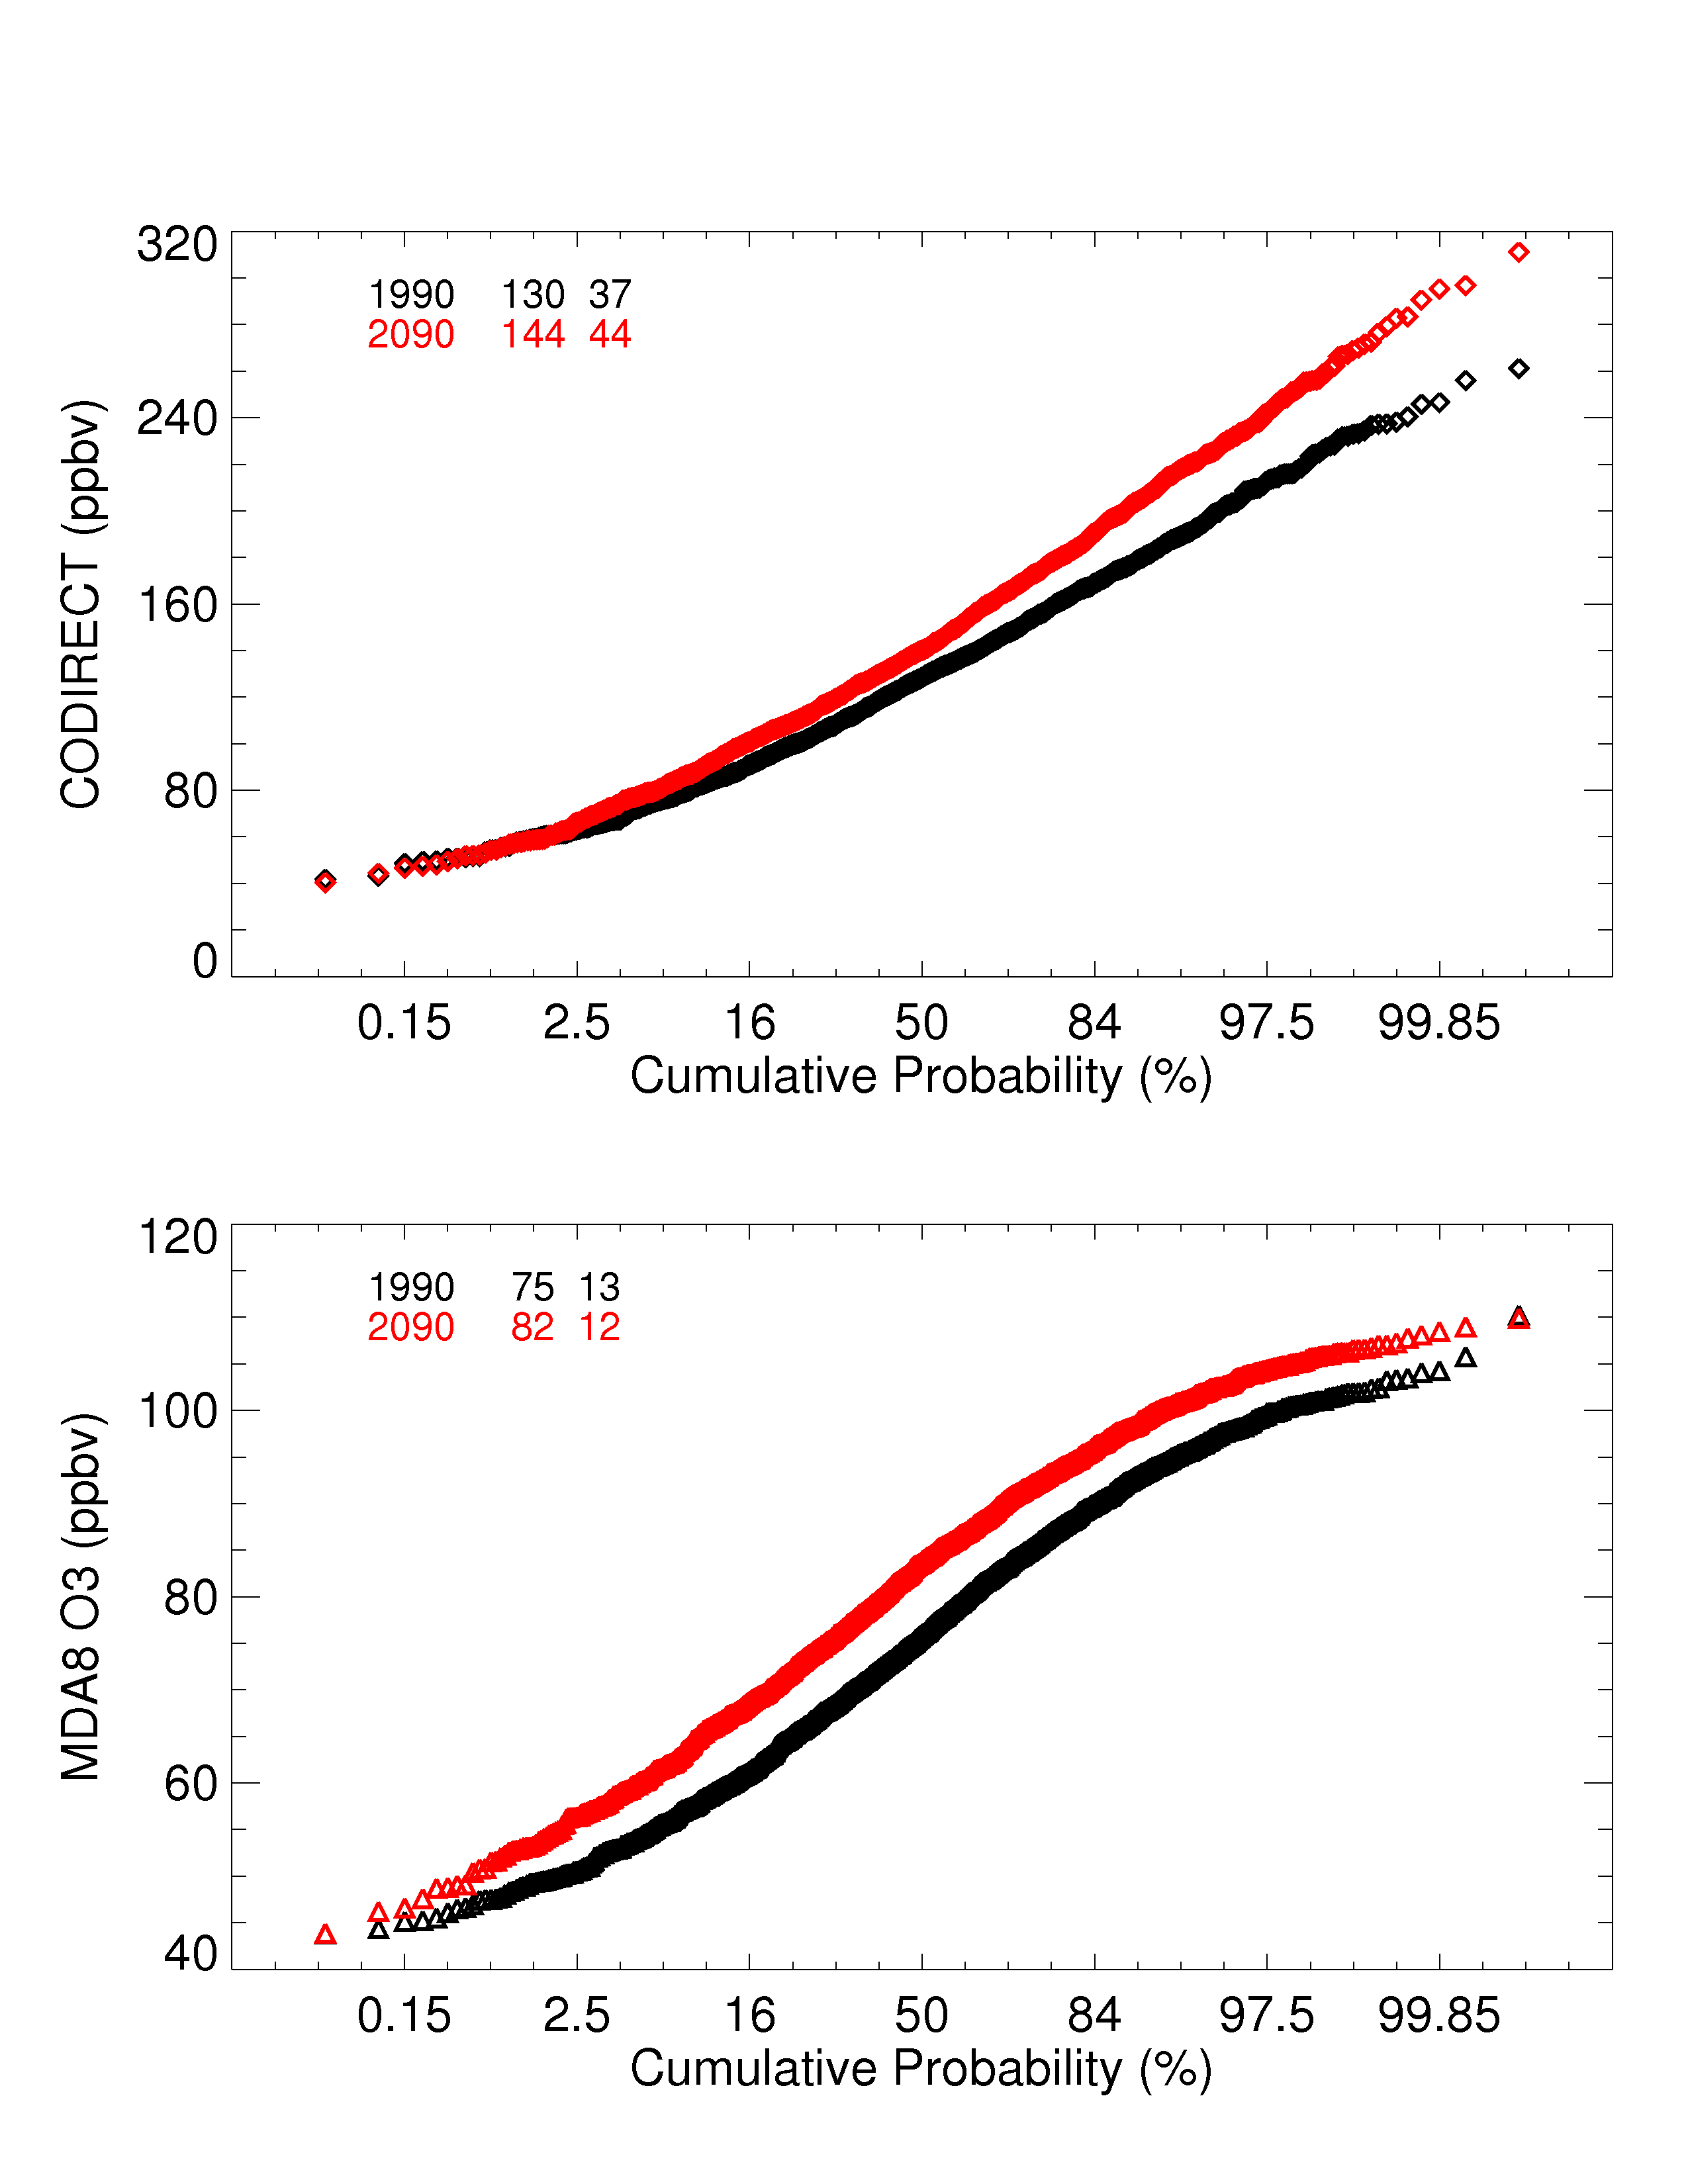 320
240
160
80
0
CODIRECT (ppbv)
1990 130 37
2090 144 44
0.15 2.5 16 50 84 97.5 99.85
Cumulative Probability (%)
120
100
80
60
40
MDA8 O3 (ppbv)
1990 75 13
2090 82 12
0.15 2.5 16 50 84 97.5 99.85
Cumulative Probability (%)